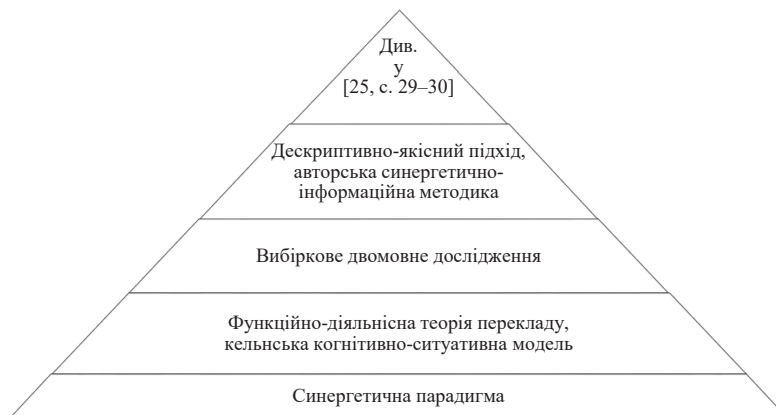 Див.
у
[25, с. 29–30]
Дескриптивно-якісний підхід,
авторська синергетично-
інформаційна методика
Вибіркове двомовне дослідження
Функційно-діяльнісна теорія перекладу,
кельнська когнітивно-ситуативна модель
Синергетична парадигма